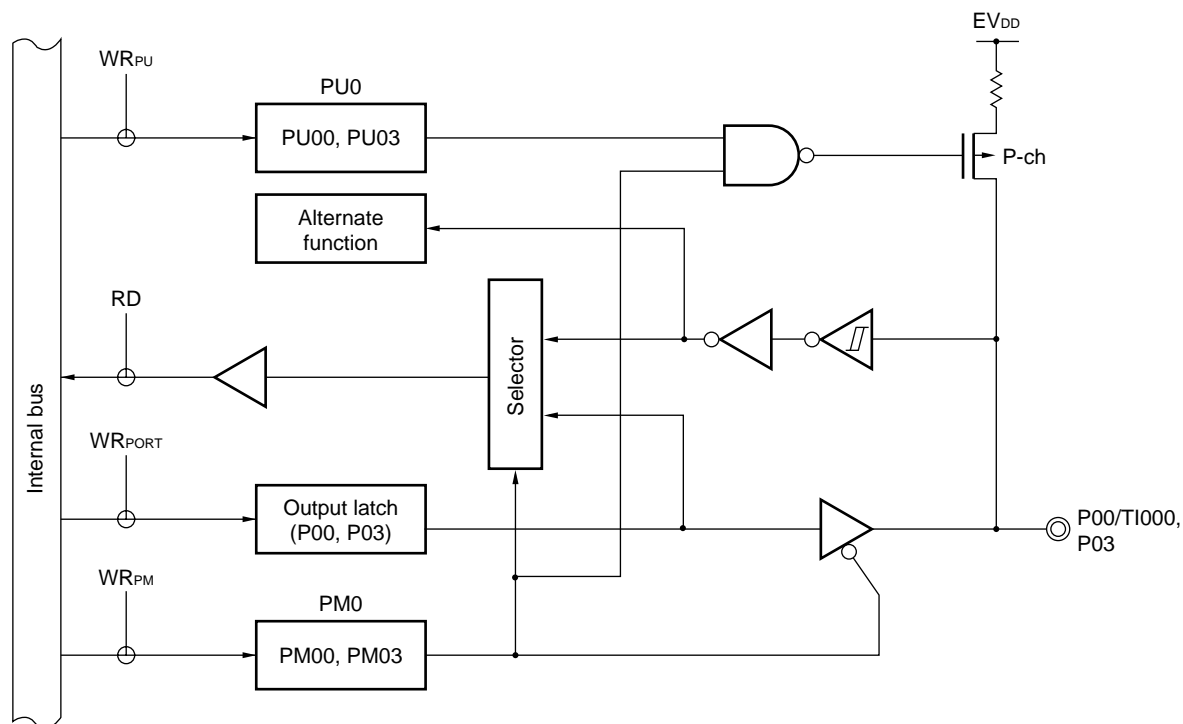 EVDD
WRPU
PU0
PU00, PU03
P-ch
Alternate
function
RD
Selector
Internal bus
WRPORT
Output latch
(P00, P03)
P00/TI000,
P03
WRPM
PM0
PM00, PM03